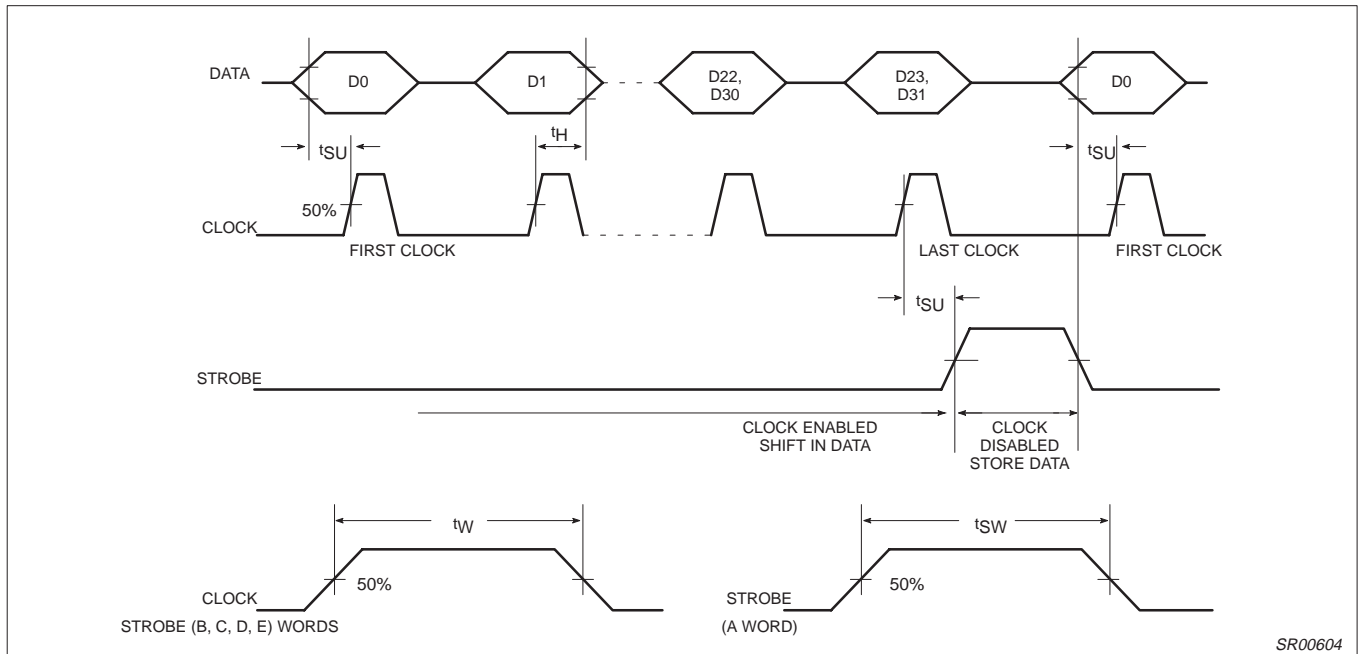 DATA
D0
D1
D22,
D30
D23,
D31
D0
tSU
tH
tSU
50%
CLOCK
FIRST CLOCK
LAST CLOCK
FIRST CLOCK
tSU
STROBE
CLOCK ENABLED
SHIFT IN DATA
CLOCK
DISABLED
STORE DATA
tW
tSW
50%
50%
CLOCK
STROBE (B, C, D, E) WORDS
STROBE
(A WORD)
SR00604